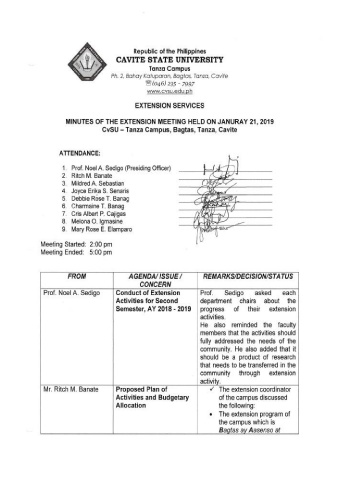 Republic of the Philippines
CAVITE STATE UNIVERSITY
Tanza Campus
Ph. 2, Bahay Katuparan, Bagtas, Tanza, Cavite
☎(046) 235 - 7997
www.cvsu.edu.ph
EXTENSION SERVICES
MINUTES OF THE EXTENSION MEETING HELD ON JANURAY 21, 2019
CvSU – Tanza Campus, Bagtas, Tanza, Cavite
ATTENDANCE:
1. Prof. Noel A. Sedigo (Presiding Officer)
2. Ritch M. Banate
3. Mildred A. Sebastian
4. Joyce Erika S. Senaris
5. Debbie Rose T. Banag
6. Charmaine T. Banag
7. Cris Albert P. Cajigas
8. Melona O. Igmasine
9. Mary Rose E. Elamparo
Meeting Started: 2:00 pm
Meeting Ended: 5:00 pm
FROM AGENDA/ ISSUE / REMARKS/DECISION/STATUS
CONCERN
Prof. Noel A. Sedigo Conduct of Extension Prof. Sedigo asked each
Activities for Second department chairs about the
Semester, AY 2018 - 2019 progress of their extension
activities.
He also reminded the faculty
members that the activities should
fully addressed the needs of the
community. He also added that it
should be a product of research
that needs to be transferred in the
community through extension
activity.
Mr. Ritch M. Banate Proposed Plan of ✓ The extension coordinator
Activities and Budgetary of the campus discussed
Allocation the following:
• The extension program of
the campus which is
Bagtas ay Aasenso at